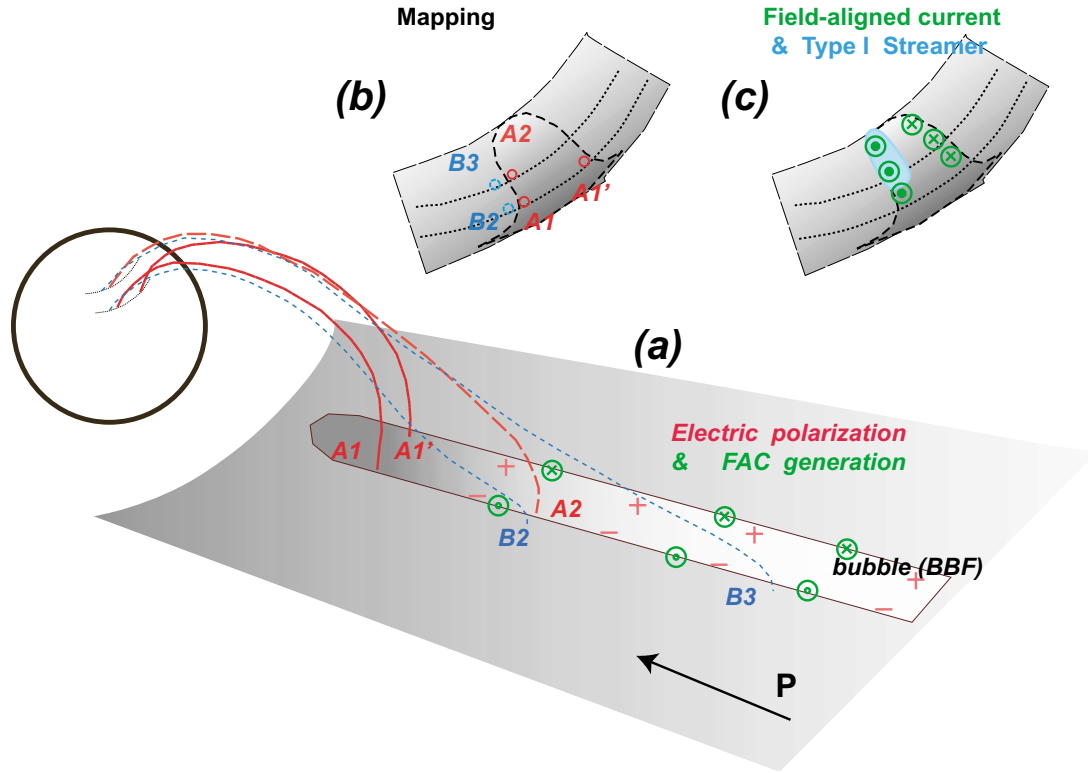 Mapping
Field-aligned current
& Type I Streamer
(b)
(c)
A2
B3
A1'
B2
A1
(a)
Electric polarization
& FAC generation
A1
A1'
+
×
−
A2
+
B2
−
×
+
×
bubble (BBF)
−
+
B3
−
P